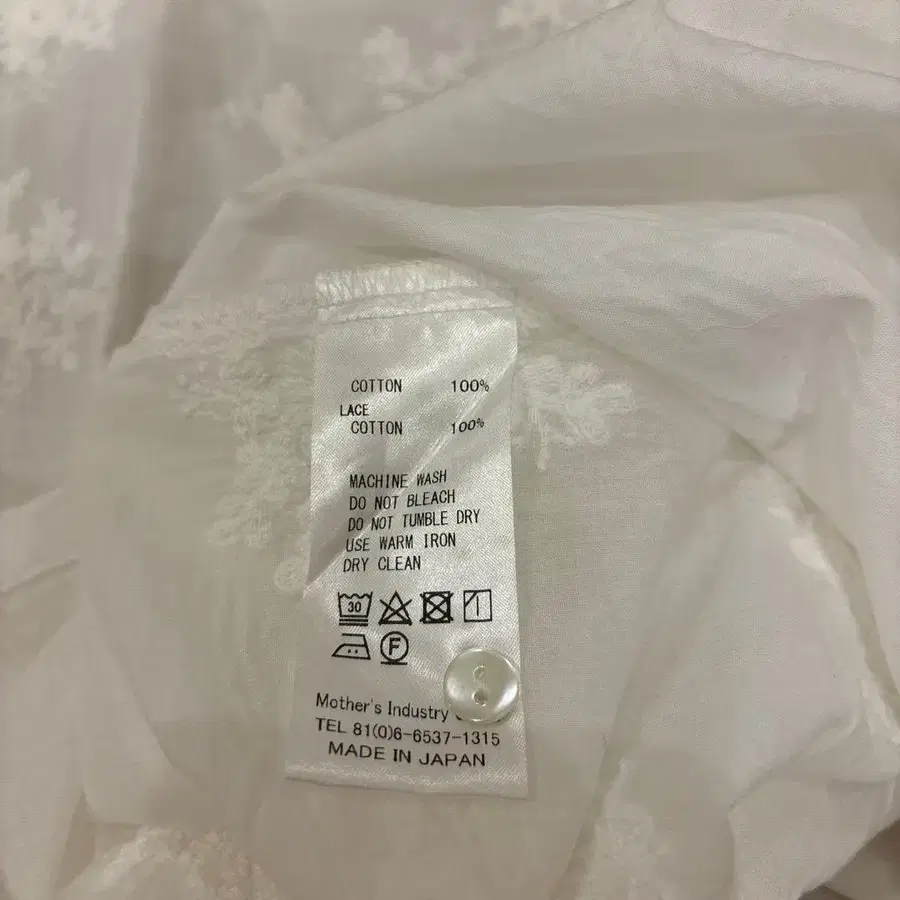 COTTON 100%
LACE
COTTON 100%
MACHINE WASH
DO NOT BLEACH
DO NOT TUMBLE DRY
USE WARM IRON
DRY CLEAN
30
F
Mother's Industry
TEL 81(0)6-6537-1315
MADE IN JAPAN